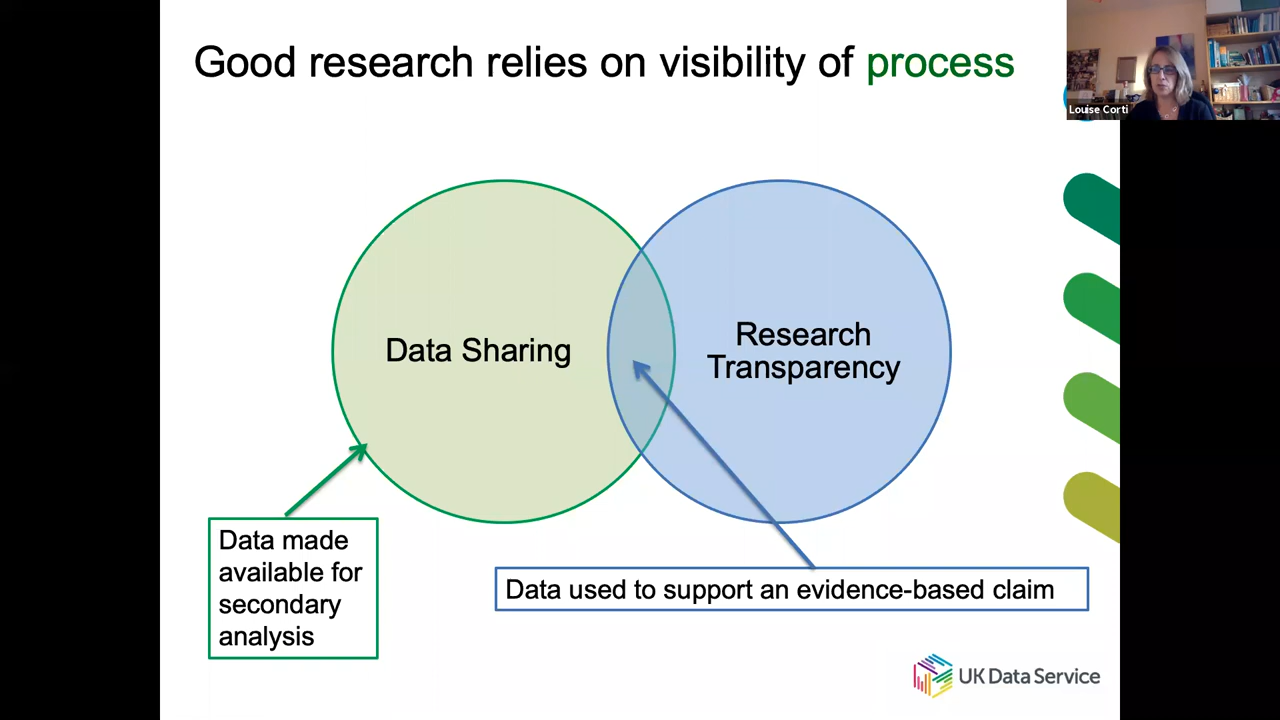 Good research relies on visibility of process
Louise Corti
Data Sharing
Research
Transparency
Data made
available for
secondary
analysis
Data used to support an evidence-based claim
UK Data Service